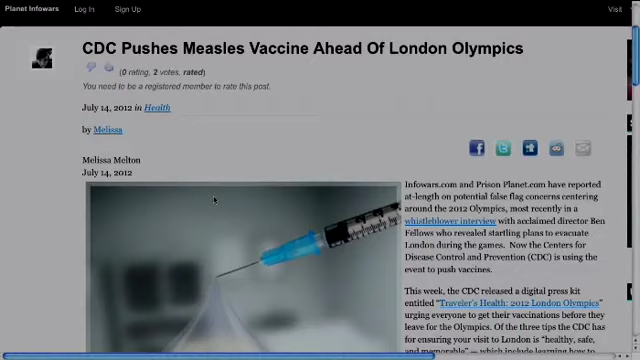 Planet Infowars Log In Sign Up Visit
CDC Pushes Measles Vaccine Ahead Of London Olympics
(0 rating, 2 votes, rated)
You need to be a registered member to rate this post.
July 14, 2012 in Health
by Melissa
Melissa Melton
July 14, 2012
Infowars.com and Prison Planet.com have reported
at-length on potential false flag concerns centering
around the 2012 Olympics, most recently in a
whistleblower interview with acclaimed director Ben
Fellows who revealed startling plans to evacuate
London during the games. Now the Centers for
Disease Control and Prevention (CDC) is using the
event to push vaccines.
This week, the CDC released a digital press kit
entitled "Traveler's Health: 2012 London Olympics"
urging everyone to get their vaccinations before they
leave for the Olympics. Of the three tips the CDC has
for ensuring your visit to London is "healthy, safe,
and memorable" — which include learning how to